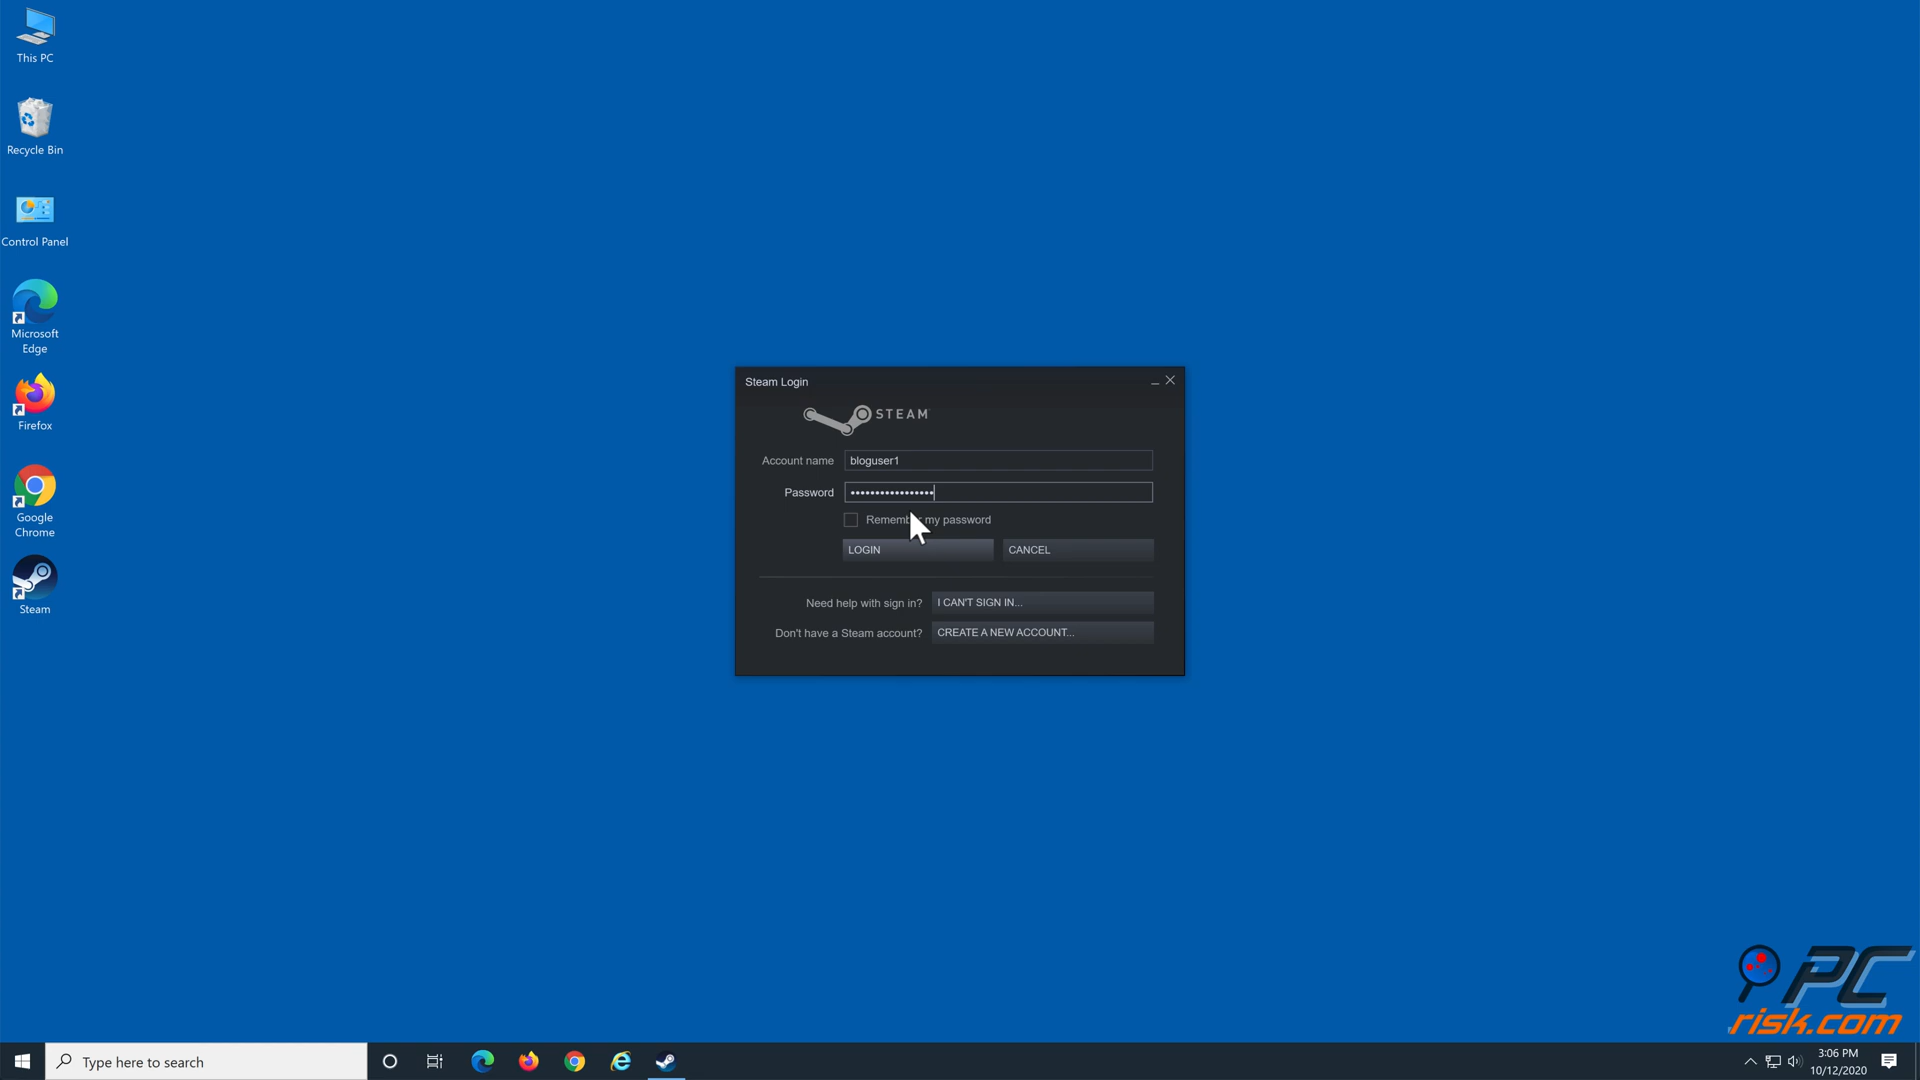 This PC
Recycle Bin
Control Panel
Microsoft
Edge
Firefox
Google
Chrome
Steam
Steam Login
STEAM
Account name
bloguser1
Password
•••••••••••••••••
Remember my password
LOGIN
CANCEL
Need help with sign in?
I CAN'T SIGN IN...
Don't have a Steam account?
CREATE A NEW ACCOUNT...
PC
risk.com
Type here to search
3:06 PM
10/12/2020